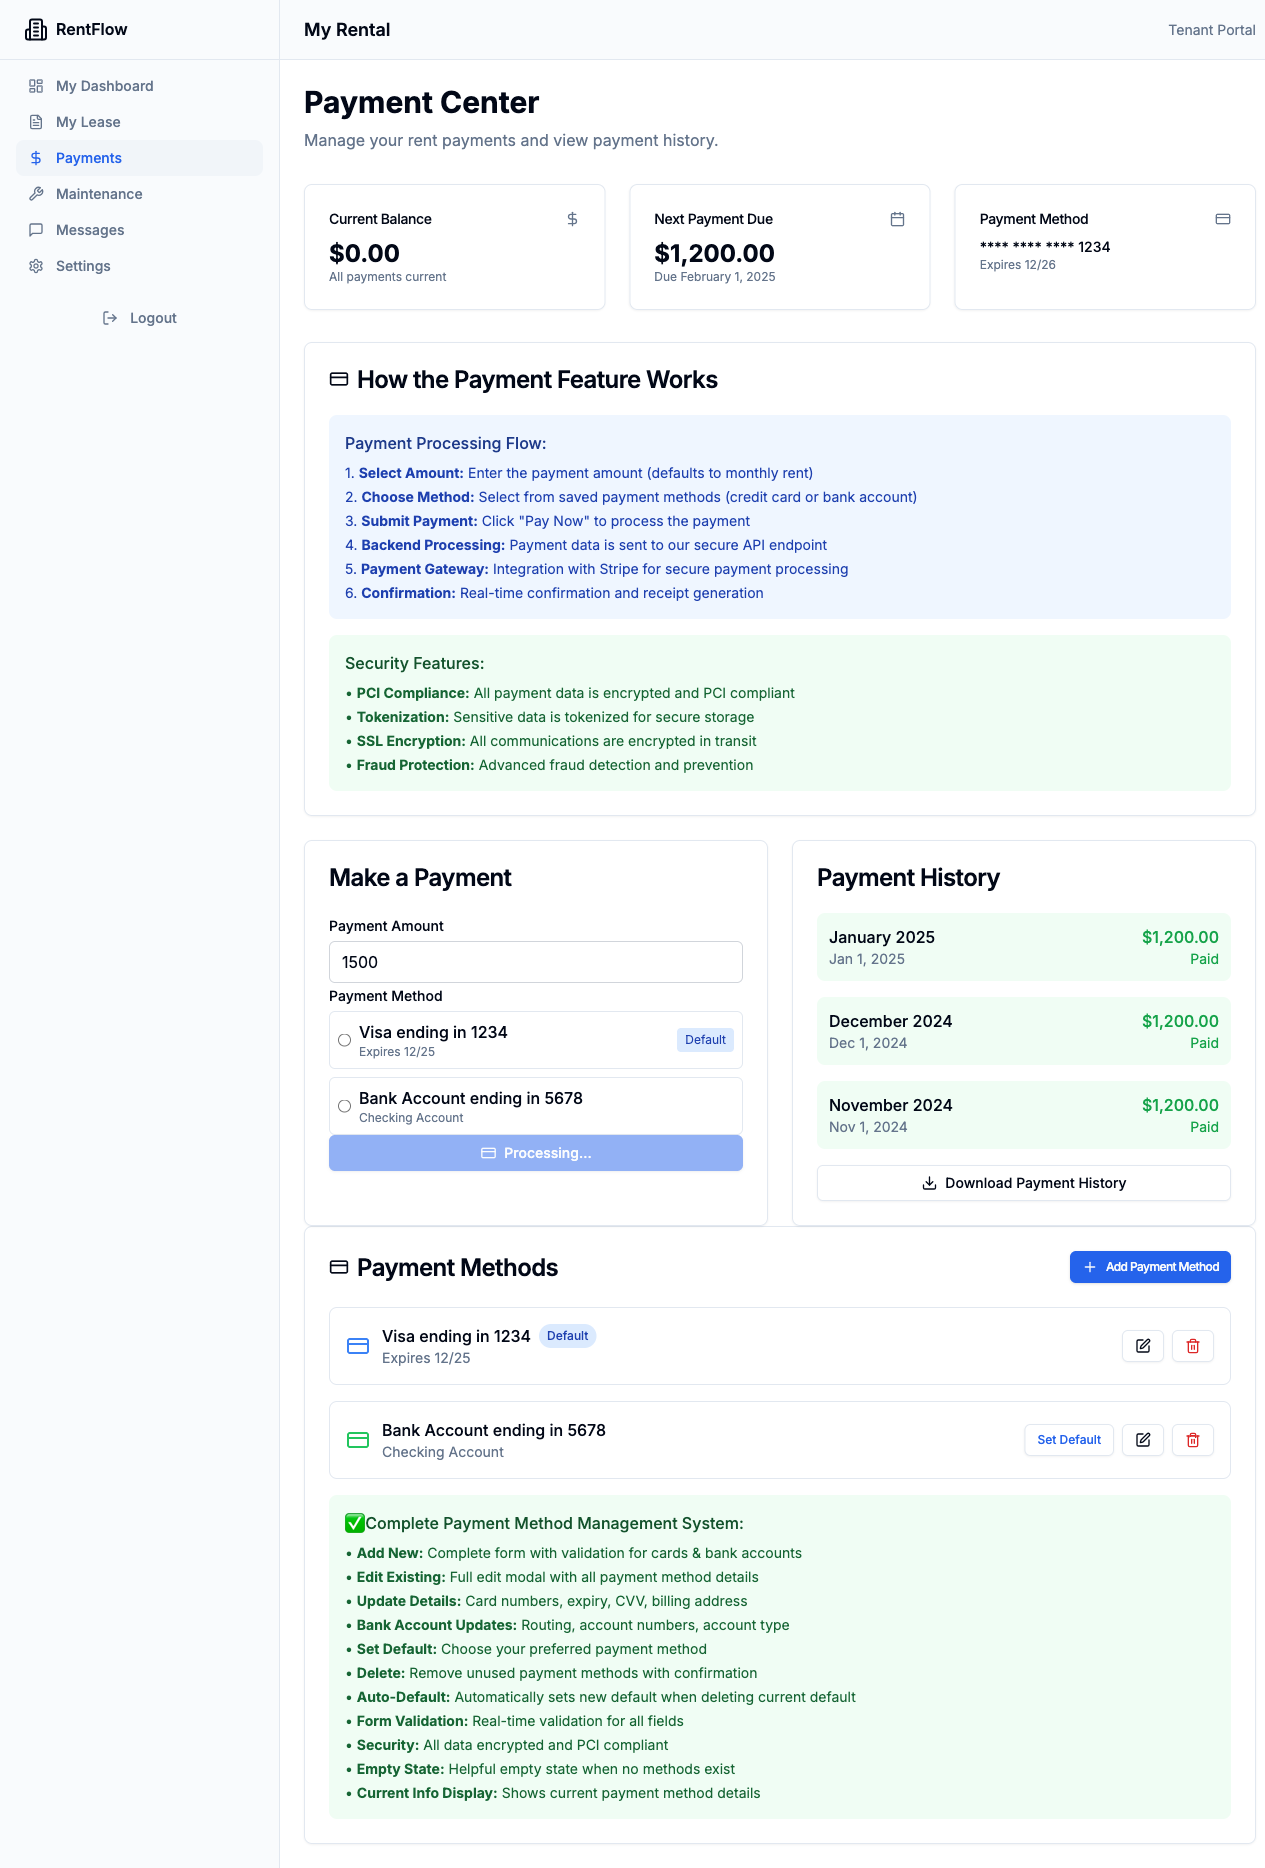 RentFlow
My Dashboard
My Lease
Payments
Maintenance
Messages
Settings
Logout
My Rental
Tenant Portal
Payment Center
Manage your rent payments and view payment history.
Current Balance
$0.00
All payments current
Next Payment Due
$1,200.00
Due February 1, 2025
Payment Method
**** **** **** 1234
Expires 12/26
How the Payment Feature Works
Payment Processing Flow:
1. Select Amount: Enter the payment amount (defaults to monthly rent)
2. Choose Method: Select from saved payment methods (credit card or bank account)
3. Submit Payment: Click "Pay Now" to process the payment
4. Backend Processing: Payment data is sent to our secure API endpoint
5. Payment Gateway: Integration with Stripe for secure payment processing
6. Confirmation: Real-time confirmation and receipt generation
Security Features:
• PCI Compliance: All payment data is encrypted and PCI compliant
• Tokenization: Sensitive data is tokenized for secure storage
• SSL Encryption: All communications are encrypted in transit
• Fraud Protection: Advanced fraud detection and prevention
Make a Payment
Payment Amount
1500
Payment Method
Visa ending in 1234
Expires 12/25
Default
Bank Account ending in 5678
Checking Account
Processing...
Payment History
January 2025 $1,200.00
Jan 1, 2025 Paid
December 2024 $1,200.00
Dec 1, 2024 Paid
November 2024 $1,200.00
Nov 1, 2024 Paid
Download Payment History
Payment Methods
Add Payment Method
Visa ending in 1234 Default
Expires 12/25
Bank Account ending in 5678
Checking Account
Set Default
✅Complete Payment Method Management System:
• Add New: Complete form with validation for cards & bank accounts
• Edit Existing: Full edit modal with all payment method details
• Update Details: Card numbers, expiry, CVV, billing address
• Bank Account Updates: Routing, account numbers, account type
• Set Default: Choose your preferred payment method
• Delete: Remove unused payment methods with confirmation
• Auto-Default: Automatically sets new default when deleting current default
• Form Validation: Real-time validation for all fields
• Security: All data encrypted and PCI compliant
• Empty State: Helpful empty state when no methods exist
• Current Info Display: Shows current payment method details